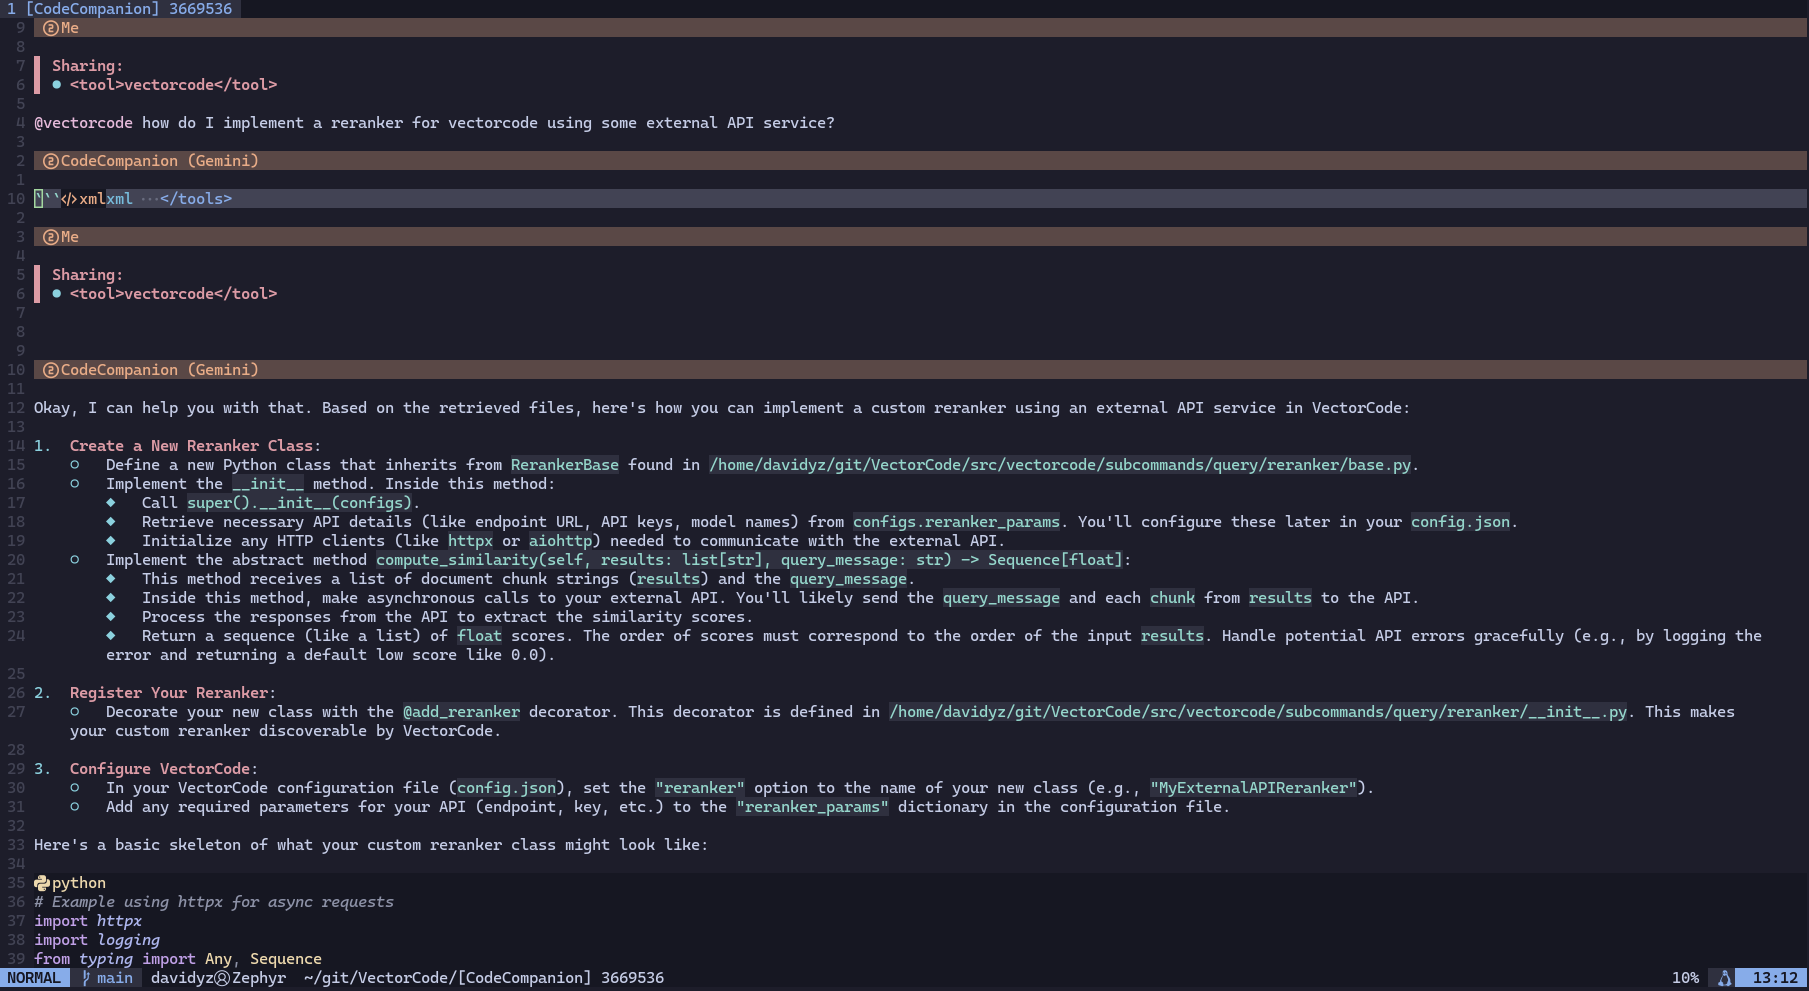 1 [CodeCompanion] 3669536
9 ②Me
8
7 Sharing:
6 ● <tool>vectorcode</tool>
5
4 @vectorcode how do I implement a reranker for vectorcode using some external API service?
3
2 ②CodeCompanion (Gemini)
1
10 ```</>xmlxml ···</tools>
2
3 ②Me
4
5 Sharing:
6 ● <tool>vectorcode</tool>
7
8
9
10 ②CodeCompanion (Gemini)
11
12 Okay, I can help you with that. Based on the retrieved files, here's how you can implement a custom reranker using an external API service in VectorCode:
13
14 1. Create a New Reranker Class:
15 ○ Define a new Python class that inherits from RerankerBase found in /home/davidyz/git/VectorCode/src/vectorcode/subcommands/query/reranker/base.py.
16 ○ Implement the __init__ method. Inside this method:
17 ◆ Call super().__init__(configs).
18 ◆ Retrieve necessary API details (like endpoint URL, API keys, model names) from configs.reranker_params. You'll configure these later in your config.json.
19 ◆ Initialize any HTTP clients (like httpx or aiohttp) needed to communicate with the external API.
20 ○ Implement the abstract method compute_similarity(self, results: list[str], query_message: str) -> Sequence[float]:
21 ◆ This method receives a list of document chunk strings (results) and the query_message.
22 ◆ Inside this method, make asynchronous calls to your external API. You'll likely send the query_message and each chunk from results to the API.
23 ◆ Process the responses from the API to extract the similarity scores.
24 ◆ Return a sequence (like a list) of float scores. The order of scores must correspond to the order of the input results. Handle potential API errors gracefully (e.g., by logging the
error and returning a default low score like 0.0).
25
26 2. Register Your Reranker:
27 ○ Decorate your new class with the @add_reranker decorator. This decorator is defined in /home/davidyz/git/VectorCode/src/vectorcode/subcommands/query/reranker/__init__.py. This makes
your custom reranker discoverable by VectorCode.
28
29 3. Configure VectorCode:
30 ○ In your VectorCode configuration file (config.json), set the "reranker" option to the name of your new class (e.g., "MyExternalAPIReranker").
31 ○ Add any required parameters for your API (endpoint, key, etc.) to the "reranker_params" dictionary in the configuration file.
32
33 Here's a basic skeleton of what your custom reranker class might look like:
34
35 python
36 # Example using httpx for async requests
37 import httpx
38 import logging
39 from typing import Any, Sequence
NORMAL main davidyz Zephyr ~/git/VectorCode/[CodeCompanion] 3669536 10% 13:12